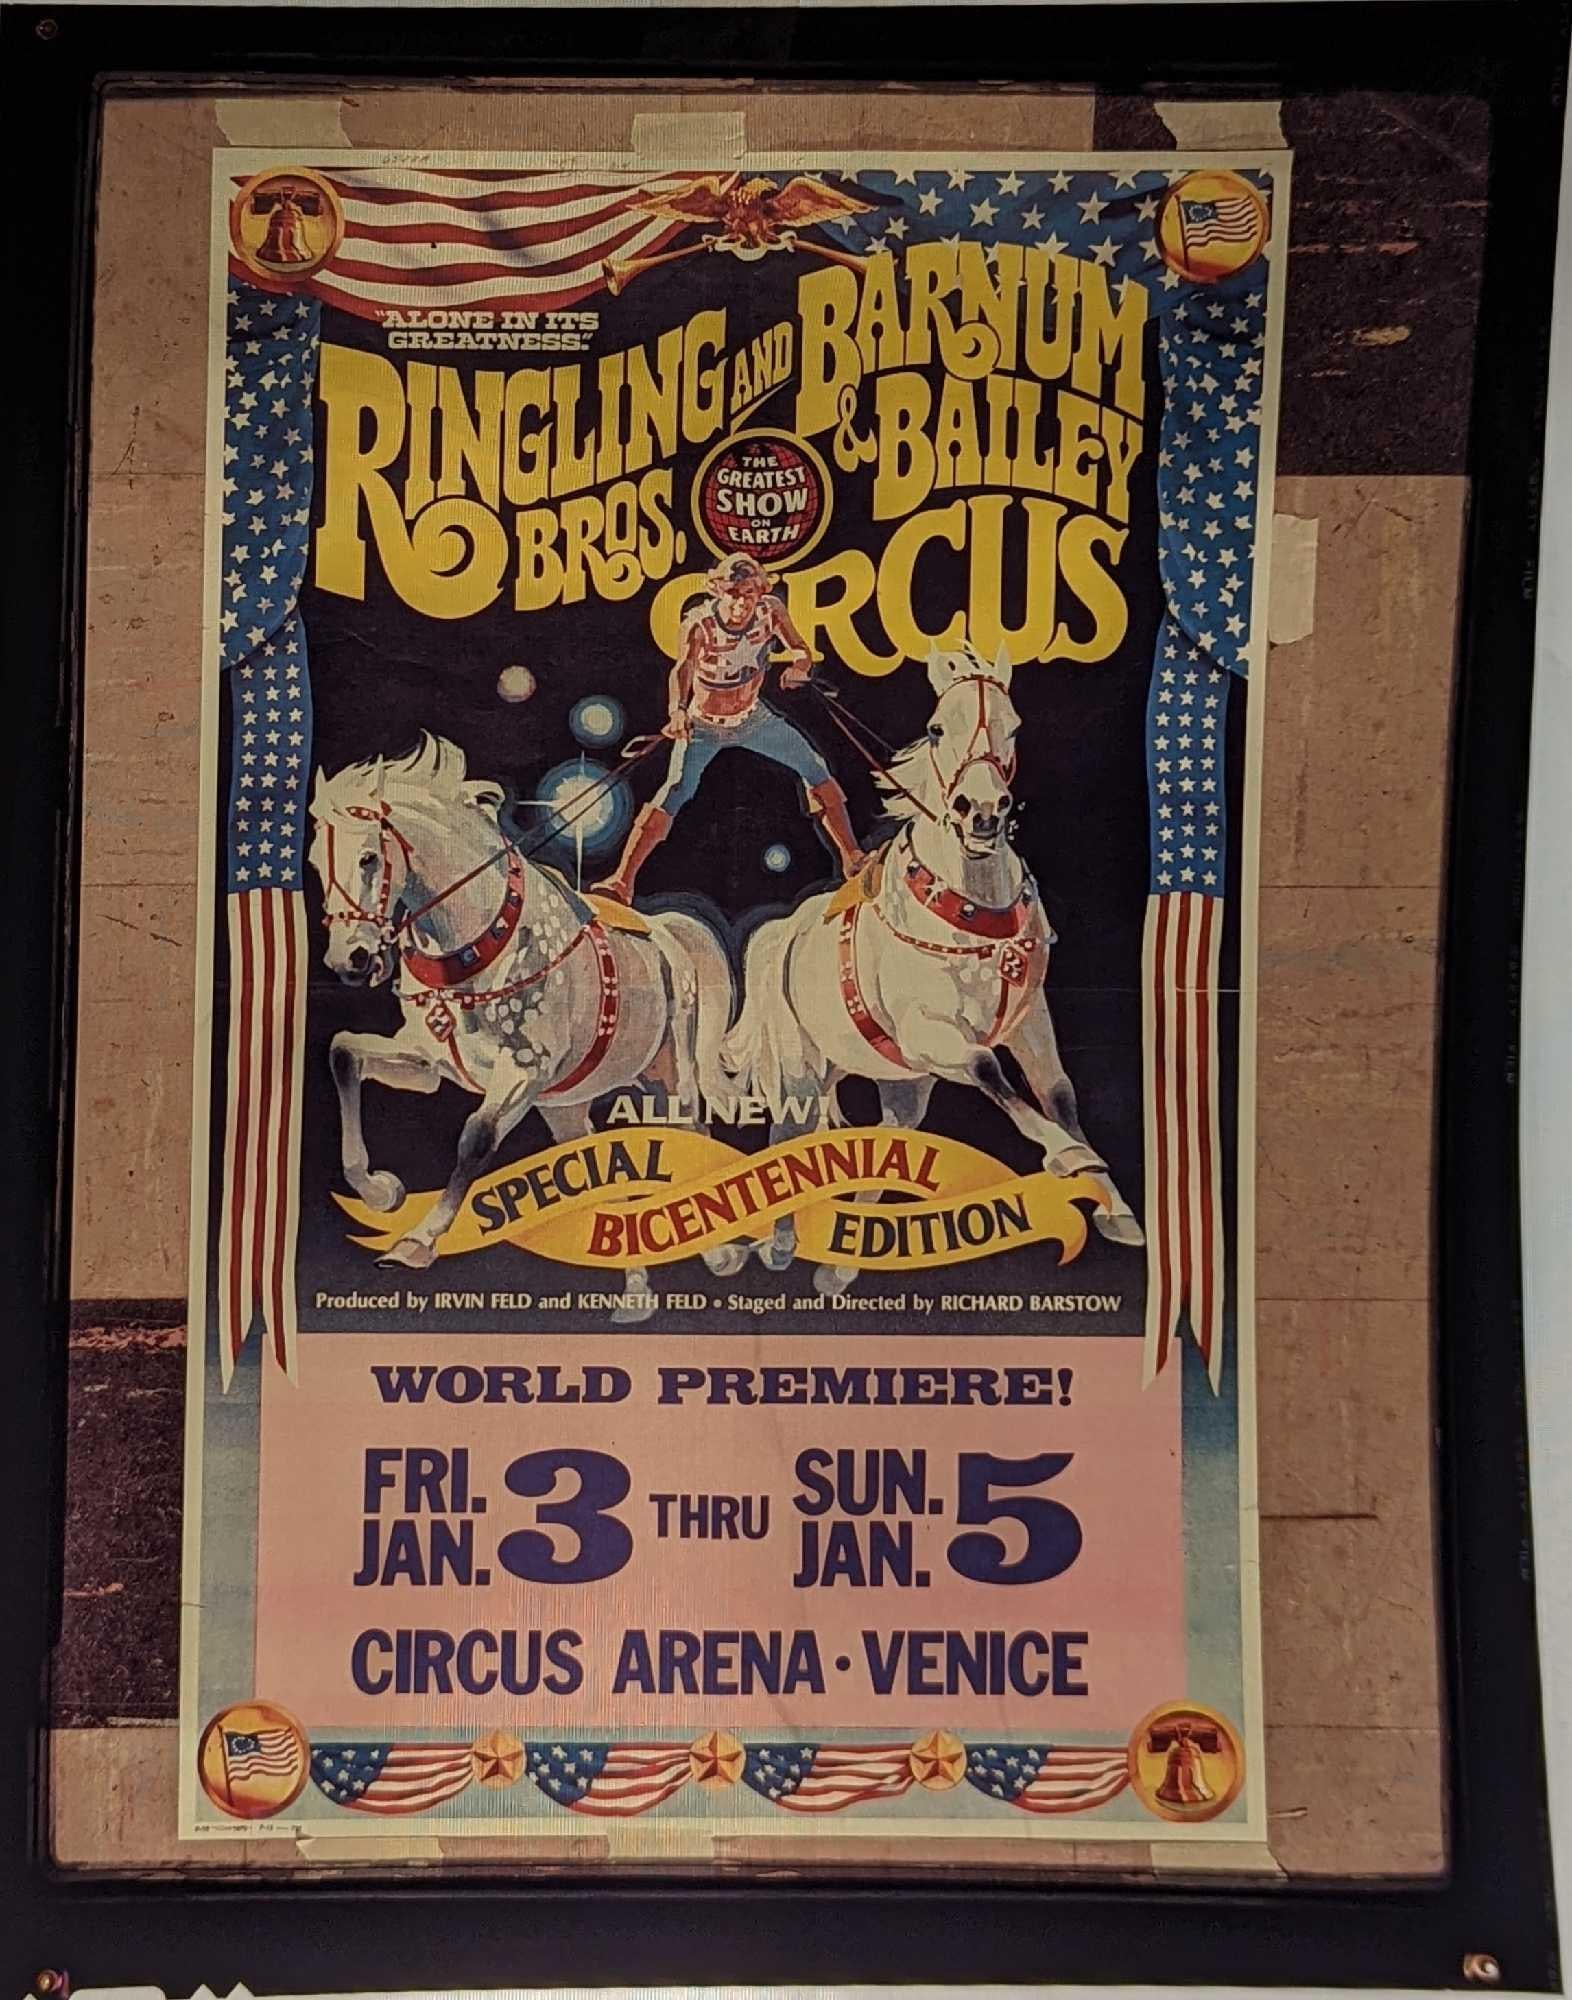 "ALONE IN ITS
GREATNESS."
RINGLING BROS. AND BARNUM & BAILEY
CIRCUS
THE
GREATEST
SHOW
ON
EARTH
ALL NEW!
SPECIAL
BICENTENNIAL
EDITION
Produced by IRVIN FELD and KENNETH FELD • Staged and Directed by RICHARD BARSTOW
WORLD PREMIERE!
FRI. JAN. 3 THRU SUN. JAN. 5
CIRCUS ARENA · VENICE